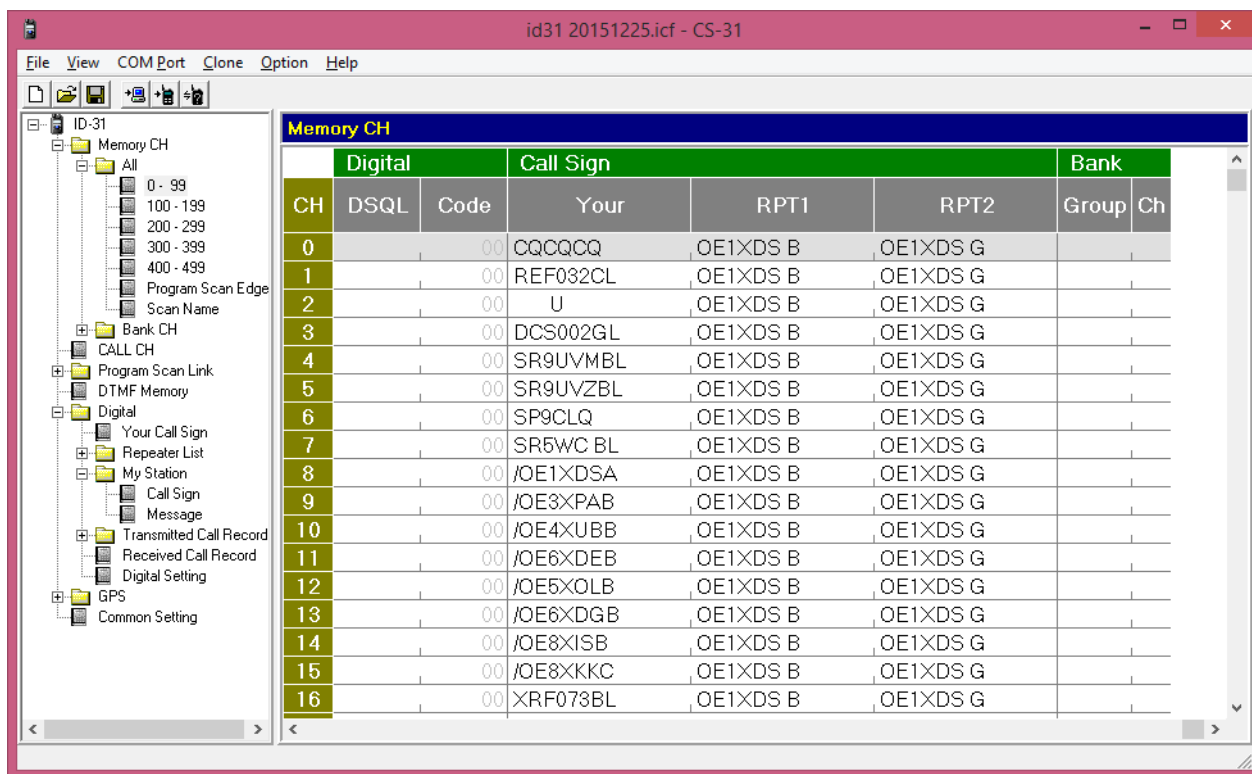 id31 20151225.icf - CS-31
File View COM Port Clone Option Help
ID-31
Memory CH
All
0 - 99
100 - 199
200 - 299
300 - 399
400 - 499
Program Scan Edge
Scan Name
Bank CH
CALL CH
Program Scan Link
DTMF Memory
Digital
Your Call Sign
Repeater List
My Station
Call Sign
Message
Transmitted Call Record
Received Call Record
Digital Setting
GPS
Common Setting
Memory CH
Digital Call Sign Bank
CH DSQL Code Your RPT1 RPT2 Group Ch
0 00 CQCQCQ OE1XDS B OE1XDS G
1 00 REF032CL OE1XDS B OE1XDS G
2 00 U OE1XDS B OE1XDS G
3 00 DCS002GL OE1XDS B OE1XDS G
4 00 SR9UVMBL OE1XDS B OE1XDS G
5 00 SR9UVZBL OE1XDS B OE1XDS G
6 00 SP9CLQ OE1XDS B OE1XDS G
7 00 SR5WC BL OE1XDS B OE1XDS G
8 00 /OE1XDSA OE1XDS B OE1XDS G
9 00 /OE3XPAB OE1XDS B OE1XDS G
10 00 /OE4XUBB OE1XDS B OE1XDS G
11 00 /OE6XDEB OE1XDS B OE1XDS G
12 00 /OE5XOLB OE1XDS B OE1XDS G
13 00 /OE6XDGB OE1XDS B OE1XDS G
14 00 /OE8XISB OE1XDS B OE1XDS G
15 00 /OE8XKKC OE1XDS B OE1XDS G
16 00 XRF073BL OE1XDS B OE1XDS G